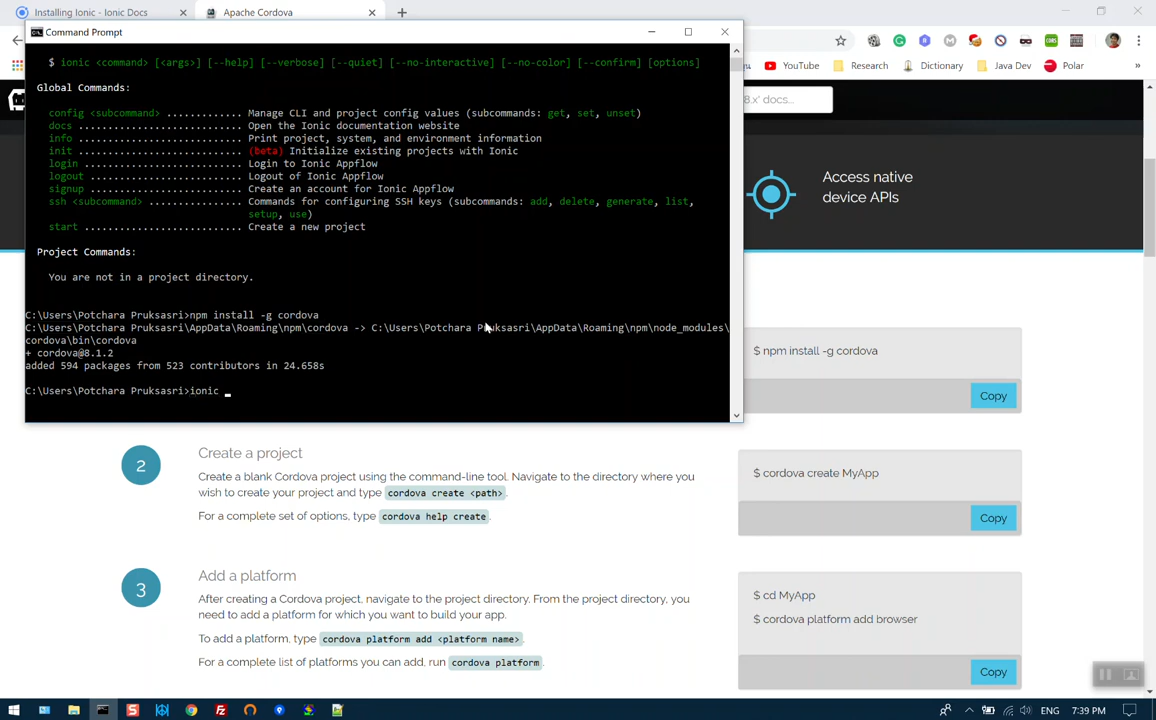 Installing Ionic - Ionic Docs
Apache Cordova
Command Prompt
$ ionic <command> [<args>] [--help] [--verbose] [--quiet] [--no-interactive] [--no-color] [--confirm] [options]
Global Commands:
config <subcommand> ............. Manage CLI and project config values (subcommands: get, set, unset)
docs ............................ Open the Ionic documentation website
info ............................ Print project, system, and environment information
init ............................ (beta) Initialize existing projects with Ionic
login ........................... Login to Ionic Appflow
logout .......................... Logout of Ionic Appflow
signup .......................... Create an account for Ionic Appflow
ssh <subcommand> ................ Commands for configuring SSH keys (subcommands: add, delete, generate, list,
setup, use)
start ........................... Create a new project
Project Commands:
You are not in a project directory.
C:\Users\Potchara Pruksasri>npm install -g cordova
C:\Users\Potchara Pruksasri\AppData\Roaming\npm\cordova -> C:\Users\Potchara Pruksasri\AppData\Roaming\npm\node_modules\
cordova\bin\cordova
+ cordova@8.1.2
added 594 packages from 523 contributors in 24.658s
C:\Users\Potchara Pruksasri>ionic _
YouTube
Research
Dictionary
Java Dev
Polar
»
8.x' docs...
Access native
device APIs
$ npm install -g cordova
Copy
2
Create a project
Create a blank Cordova project using the command-line tool. Navigate to the directory where you
wish to create your project and type cordova create <path>.
For a complete set of options, type cordova help create.
$ cordova create MyApp
Copy
3
Add a platform
After creating a Cordova project, navigate to the project directory. From the project directory, you
need to add a platform for which you want to build your app.
To add a platform, type cordova platform add <platform name>.
For a complete list of platforms you can add, run cordova platform.
$ cd MyApp
$ cordova platform add browser
Copy
ENG
7:39 PM